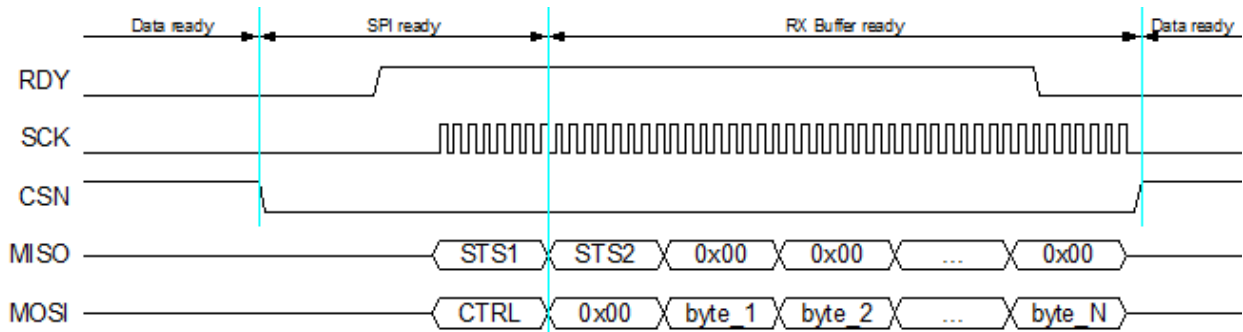 Data ready SPI ready RX Buffer ready Data ready
RDY
SCK
CSN
MISO STS1 STS2 0x00 0x00 ... 0x00
MOSI CTRL 0x00 byte_1 byte_2 ... byte_N